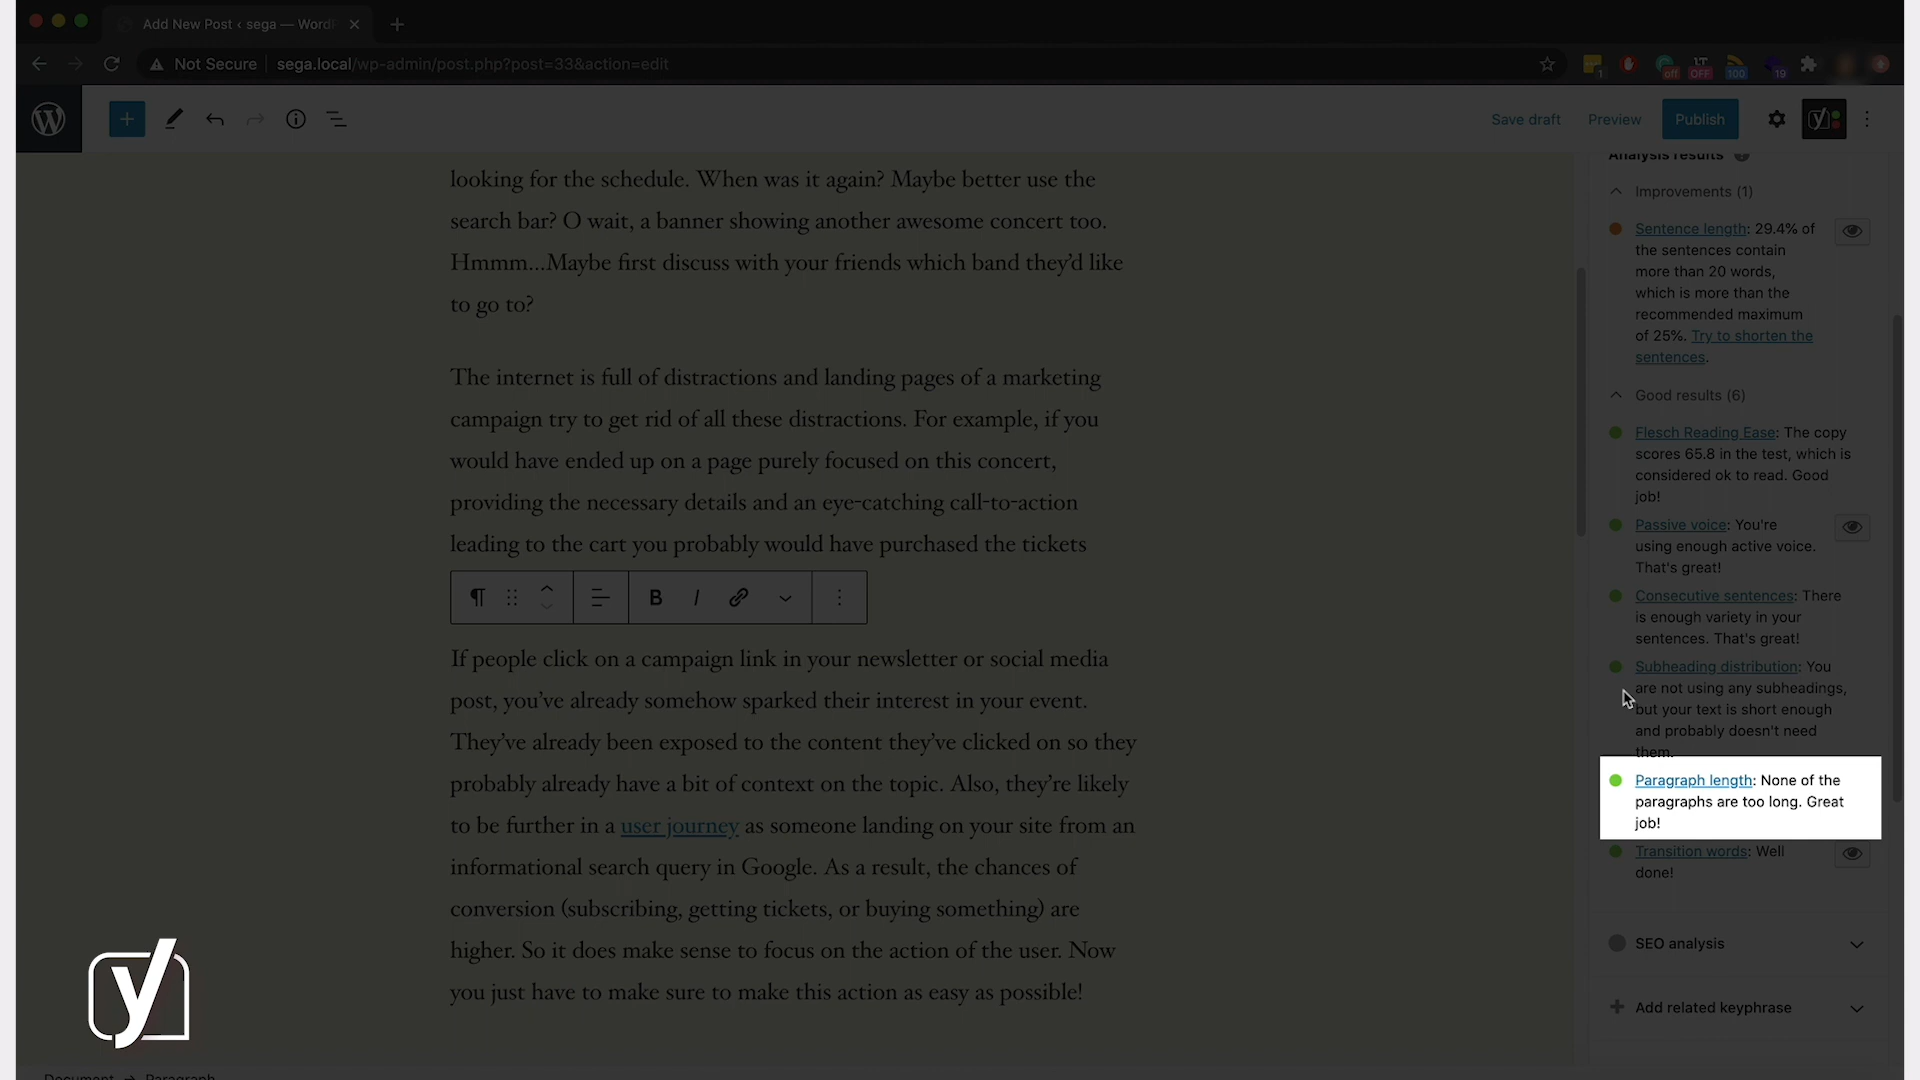 Add New Post ‹ sega — Word
Not Secure
sega.local/wp-admin/post.php?post=33&action=edit
1
off
OFF
100
19
Save draft
Preview
Publish
Analysis results
looking for the schedule. When was it again? Maybe better use the
search bar? O wait, a banner showing another awesome concert too.
Hmmm...Maybe first discuss with your friends which band they’d like
to go to?
The internet is full of distractions and landing pages of a marketing
campaign try to get rid of all these distractions. For example, if you
would have ended up on a page purely focused on this concert,
providing the necessary details and an eye-catching call-to-action
leading to the cart you probably would have purchased the tickets
B I
If people click on a campaign link in your newsletter or social media
post, you’ve already somehow sparked their interest in your event.
They’ve already been exposed to the content they’ve clicked on so they
probably already have a bit of context on the topic. Also, they’re likely
to be further in a user journey as someone landing on your site from an
informational search query in Google. As a result, the chances of
conversion (subscribing, getting tickets, or buying something) are
higher. So it does make sense to focus on the action of the user. Now
you just have to make sure to make this action as easy as possible!
Improvements (1)
Sentence length: 29.4% of
the sentences contain
more than 20 words,
which is more than the
recommended maximum
of 25%. Try to shorten the
sentences.
Good results (6)
Flesch Reading Ease: The copy
scores 65.8 in the test, which is
considered ok to read. Good
job!
Passive voice: You're
using enough active voice.
That's great!
Consecutive sentences: There
is enough variety in your
sentences. That's great!
Subheading distribution: You
are not using any subheadings,
but your text is short enough
and probably doesn't need
them.
Paragraph length: None of the
paragraphs are too long. Great
job!
Transition words: Well
done!
SEO analysis
Add related keyphrase
Document → Paragraph